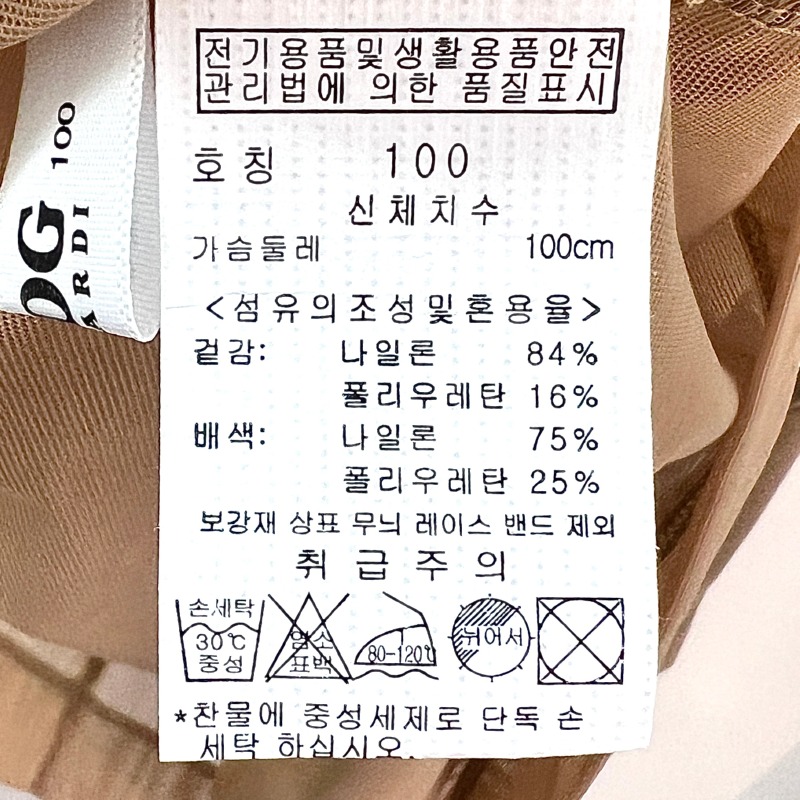 전기용품및생활용품안전
관리법에 의한 품질표시
호칭 100
신체치수
가슴둘레 100cm
<섬유의조성및혼용율>
겉감: 나일론 84%
폴리우레탄 16%
배색: 나일론 75%
폴리우레탄 25%
보강재 상표 무늬 레이스 밴드 제외
취급주의
손세탁
30℃
중성
염소
표백
80-120℃
뉘어서
*찬물에 중성세제로 단독 손
세탁 하십시오.
100
OG
ARDI